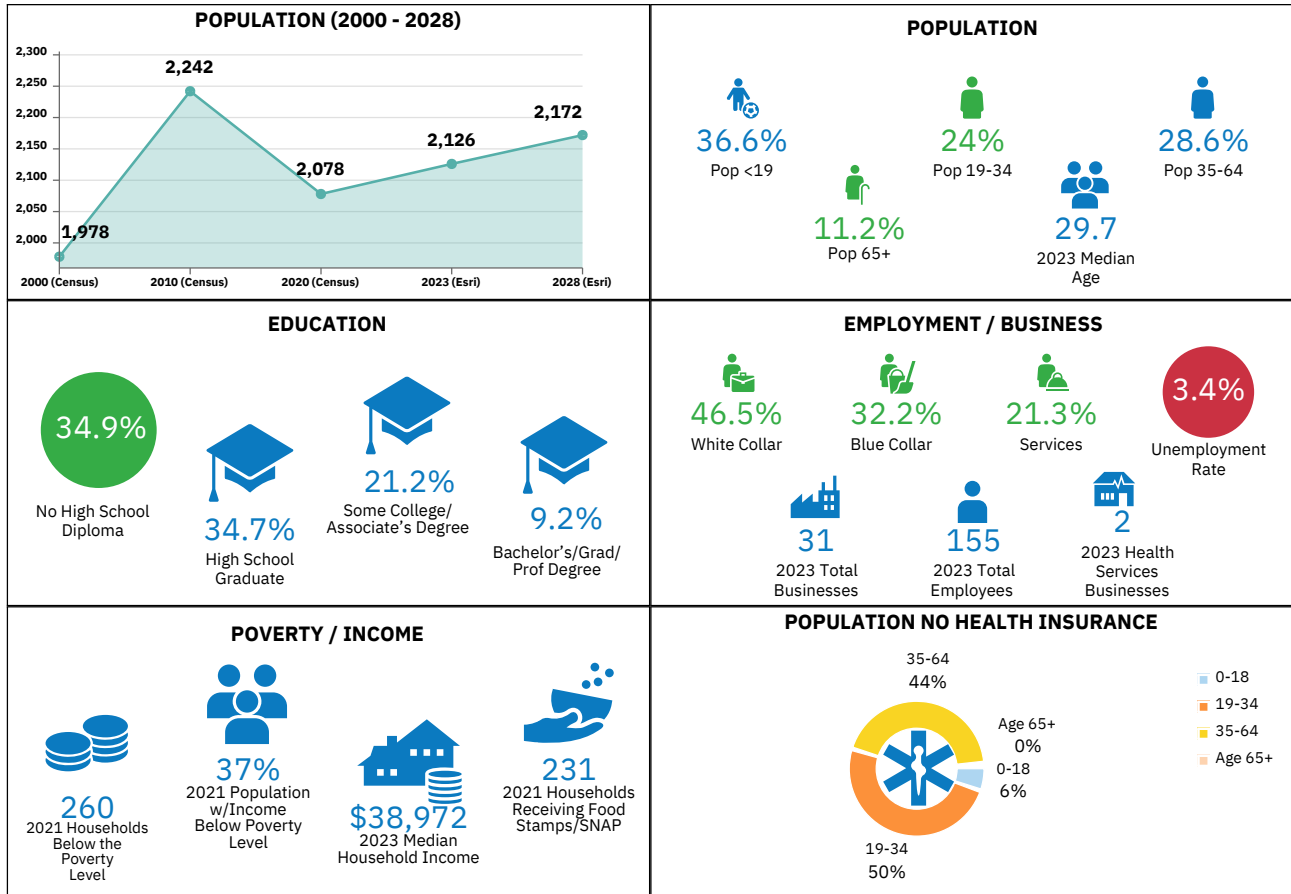 POPULATION (2000 - 2028)
2,300
2,250
2,200
2,150
2,100
2,050
2,000
1,978
2,242
2,078
2,126
2,172
2000 (Census)
2010 (Census)
2020 (Census)
2023 (Esri)
2028 (Esri)
POPULATION
36.6%
Pop <19
24%
Pop 19-34
28.6%
Pop 35-64
11.2%
Pop 65+
29.7
2023 Median
Age
EDUCATION
34.9%
No High School
Diploma
34.7%
High School
Graduate
21.2%
Some College/
Associate's Degree
9.2%
Bachelor's/Grad/
Prof Degree
EMPLOYMENT / BUSINESS
46.5%
White Collar
32.2%
Blue Collar
21.3%
Services
3.4%
Unemployment
Rate
31
2023 Total
Businesses
155
2023 Total
Employees
2
2023 Health
Services
Businesses
POVERTY / INCOME
260
2021 Households
Below the
Poverty
Level
37%
2021 Population
w/Income
Below Poverty
Level
$38,972
2023 Median
Household Income
231
2021 Households
Receiving Food
Stamps/SNAP
POPULATION NO HEALTH INSURANCE
35-64
44%
Age 65+
0%
0-18
6%
19-34
50%
0-18
19-34
35-64
Age 65+